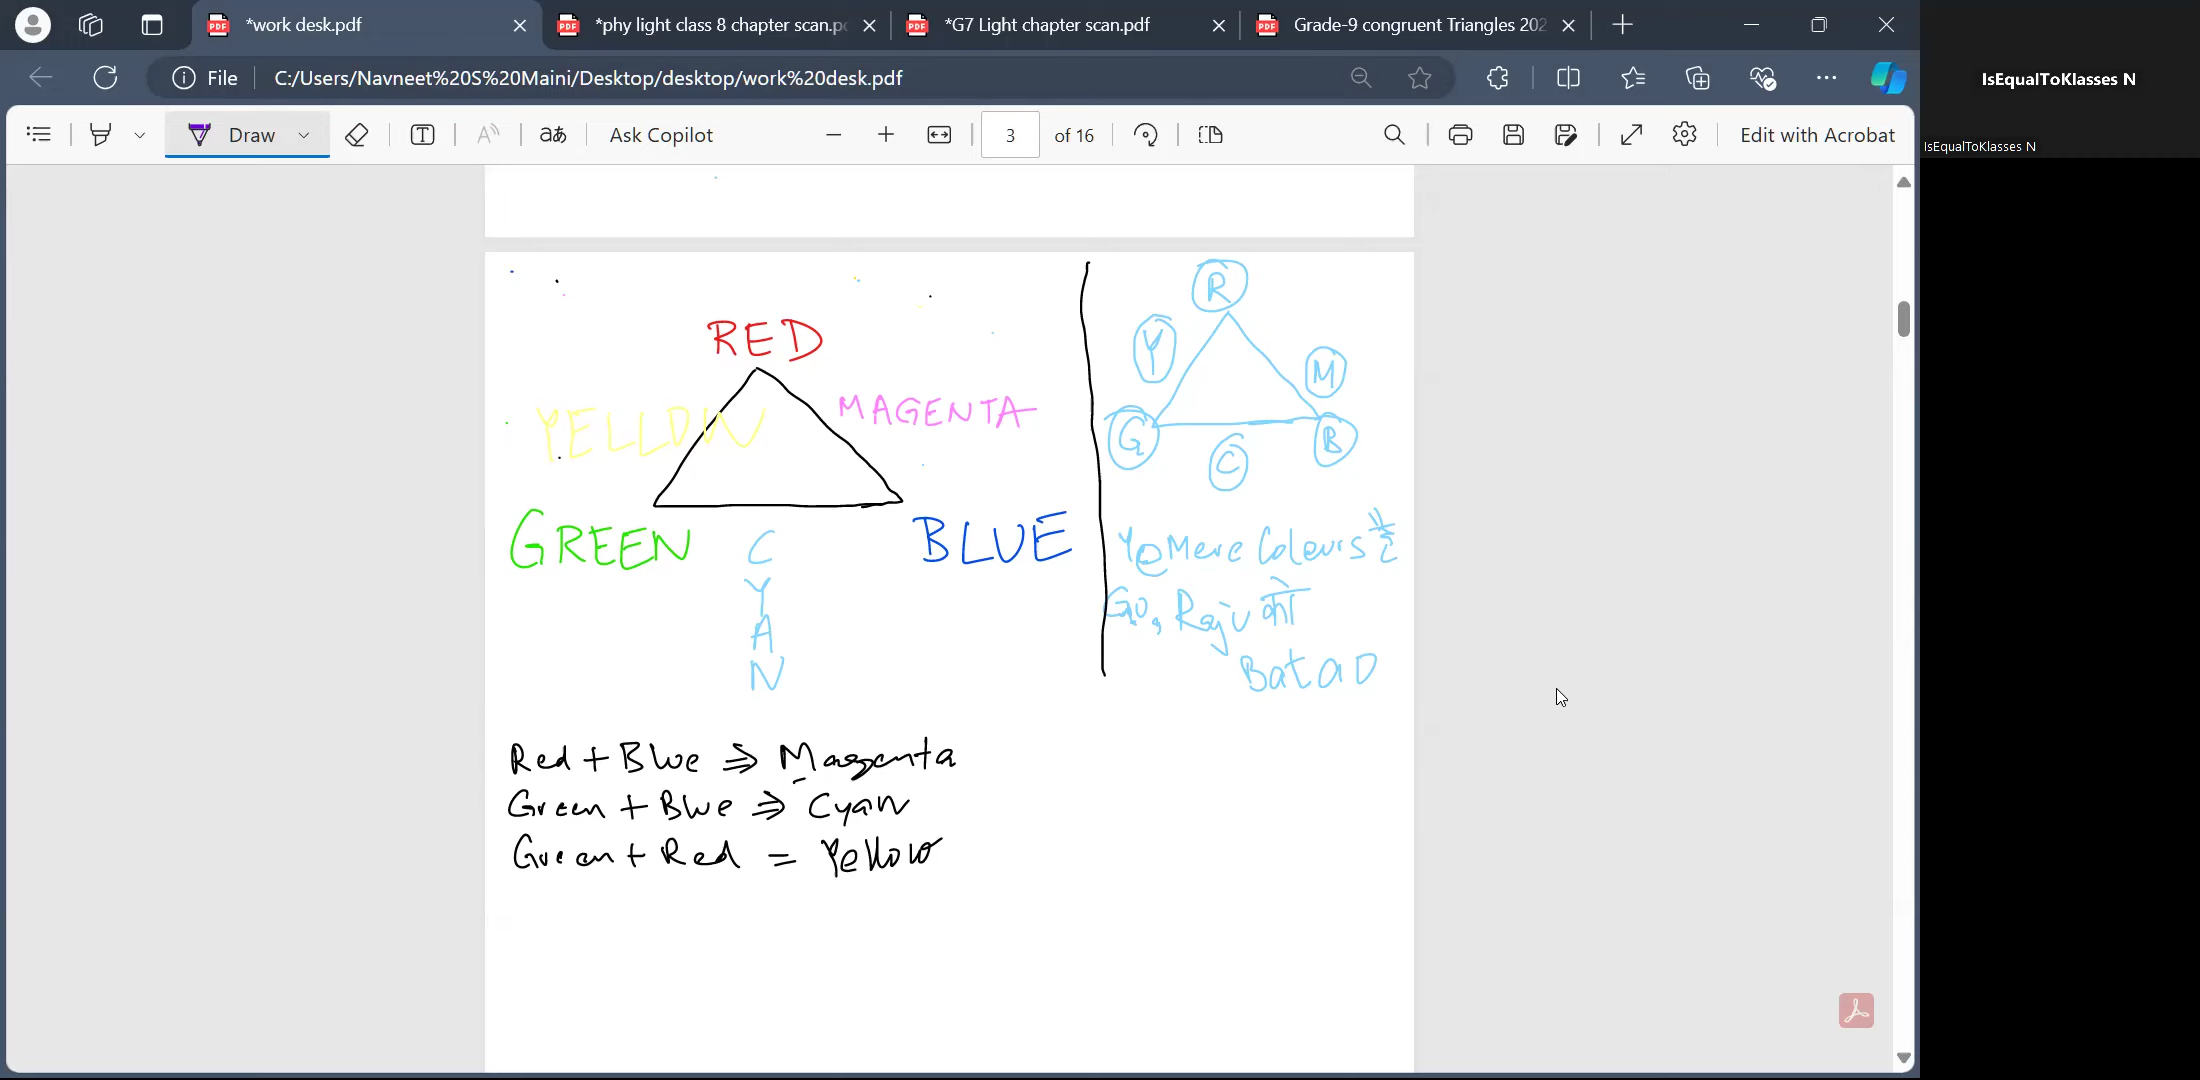 *work desk.pdf
*phy light class 8 chapter scan.p
*G7 Light chapter scan.pdf
Grade-9 congruent Triangles 202
IsEqualToKlasses N
File
C:/Users/Navneet%20S%20Maini/Desktop/desktop/work%20desk.pdf
Draw
Ask Copilot
3
of 16
Edit with Acrobat
IsEqualToKlasses N
RED
YELLOW
MAGENTA
GREEN
BLUE
C
Y
A
N
R
Y
M
G
B
C
Ye Mere Colours हैं
Go, Raju को
Batao
Red + Blue ⇒ Magenta
Green + Blue ⇒ Cyan
Green + Red = Yellow